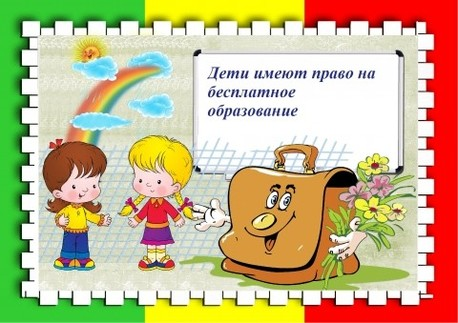 Дети имеют право на
бесплатное
образование